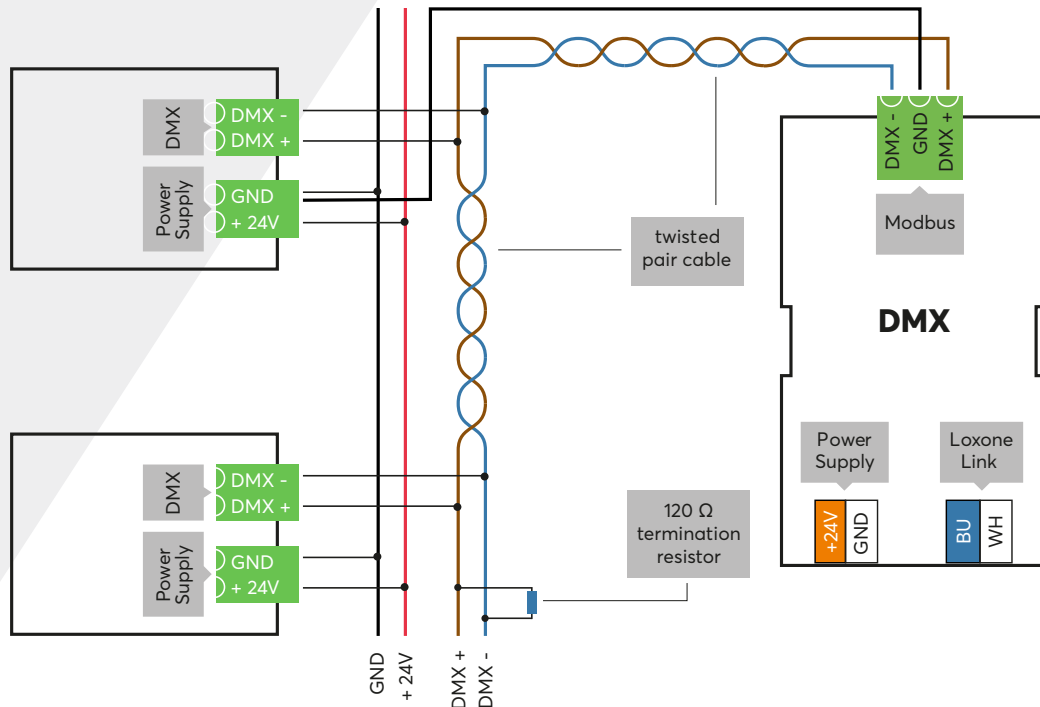 DMX
DMX -
DMX +
Power
Supply
GND
+ 24V
DMX -
GND
DMX +
Modbus
twisted
pair cable
DMX
Power
Supply
+24V
GND
Loxone
Link
BU
WH
DMX
DMX -
DMX +
Power
Supply
GND
+ 24V
120 Ω
termination
resistor
GND
+ 24V
DMX +
DMX -